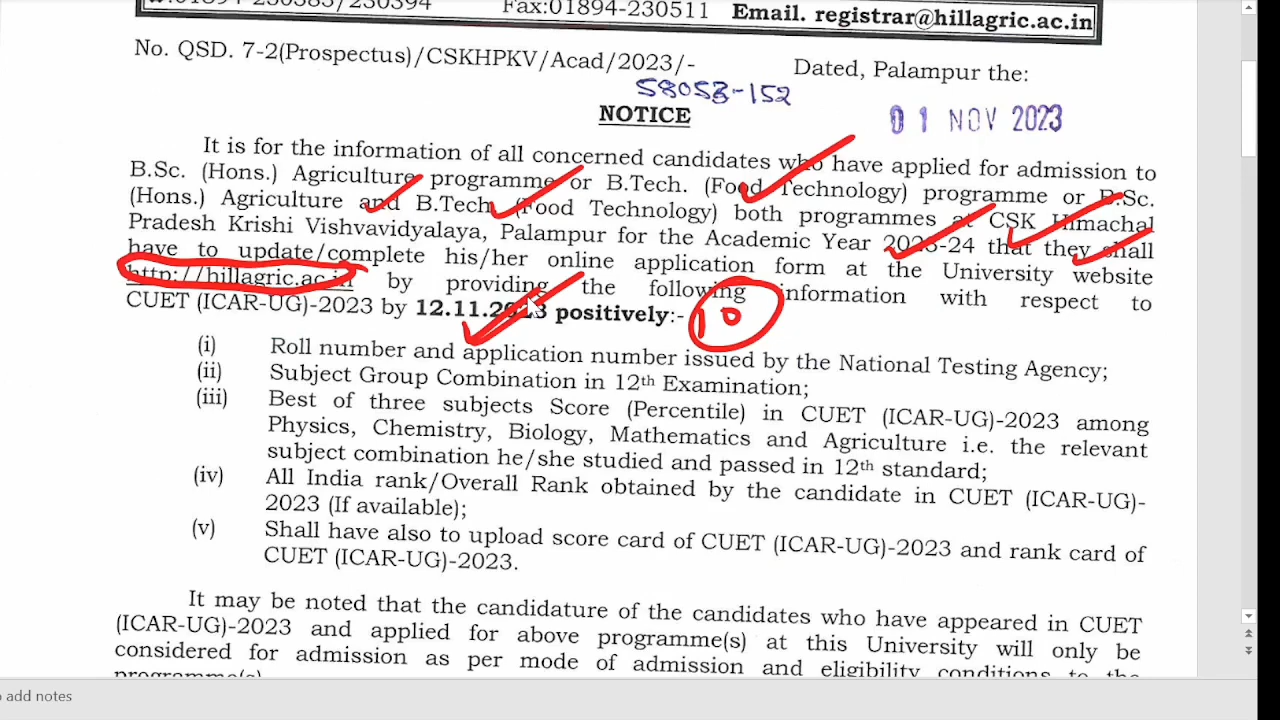 ☎:01894-230383/230394 Fax:01894-230511 Email. registrar@hillagric.ac.in
No. QSD. 7-2(Prospectus)/CSKHPKV/Acad/2023/- Dated, Palampur the:
58053-152
NOTICE 01 NOV 2023
It is for the information of all concerned candidates who have applied for admission to
B.Sc. (Hons.) Agriculture programme or B.Tech. (Food Technology) programme or B.Sc.
(Hons.) Agriculture and B.Tech. (Food Technology) both programmes at CSK Himachal
Pradesh Krishi Vishvavidyalaya, Palampur for the Academic Year 2023-24 that they shall
have to update/complete his/her online application form at the University website
http://hillagric.ac.in by providing the following information with respect to
CUET (ICAR-UG)-2023 by 12.11.2023 positively:- 10
(i) Roll number and application number issued by the National Testing Agency;
(ii) Subject Group Combination in 12th Examination;
(iii) Best of three subjects Score (Percentile) in CUET (ICAR-UG)-2023 among
Physics, Chemistry, Biology, Mathematics and Agriculture i.e. the relevant
subject combination he/she studied and passed in 12th standard;
(iv) All India rank/Overall Rank obtained by the candidate in CUET (ICAR-UG)-
2023 (If available);
(v) Shall have also to upload score card of CUET (ICAR-UG)-2023 and rank card of
CUET (ICAR-UG)-2023.
It may be noted that the candidature of the candidates who have appeared in CUET
(ICAR-UG)-2023 and applied for above programme(s) at this University will only be
considered for admission as per mode of admission and eligibility conditions to the
programme(s)
add notes